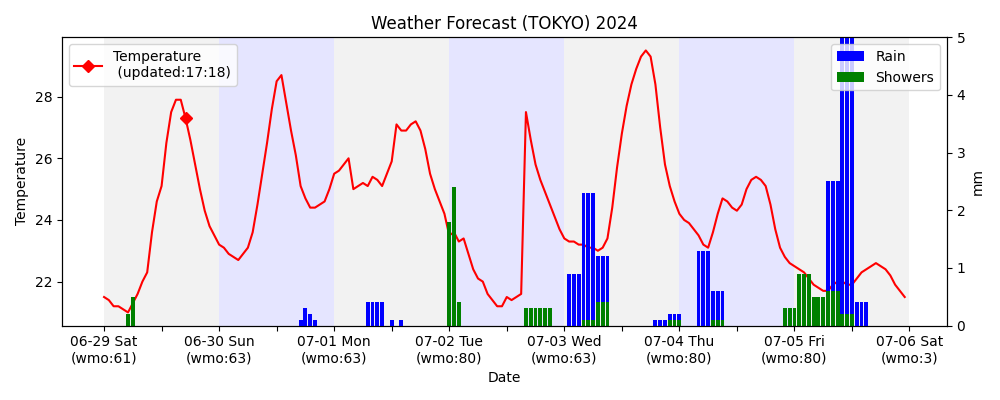 Weather Forecast (TOKYO) 2024
Temperature
(updated:17:18)
Rain
Showers
Temperature
28
26
24
22
5
4
3
2
1
0
mm
06-29 Sat
(wmo:61)
06-30 Sun
(wmo:63)
07-01 Mon
(wmo:63)
07-02 Tue
(wmo:80)
07-03 Wed
(wmo:63)
07-04 Thu
(wmo:80)
07-05 Fri
(wmo:80)
07-06 Sat
(wmo:3)
Date